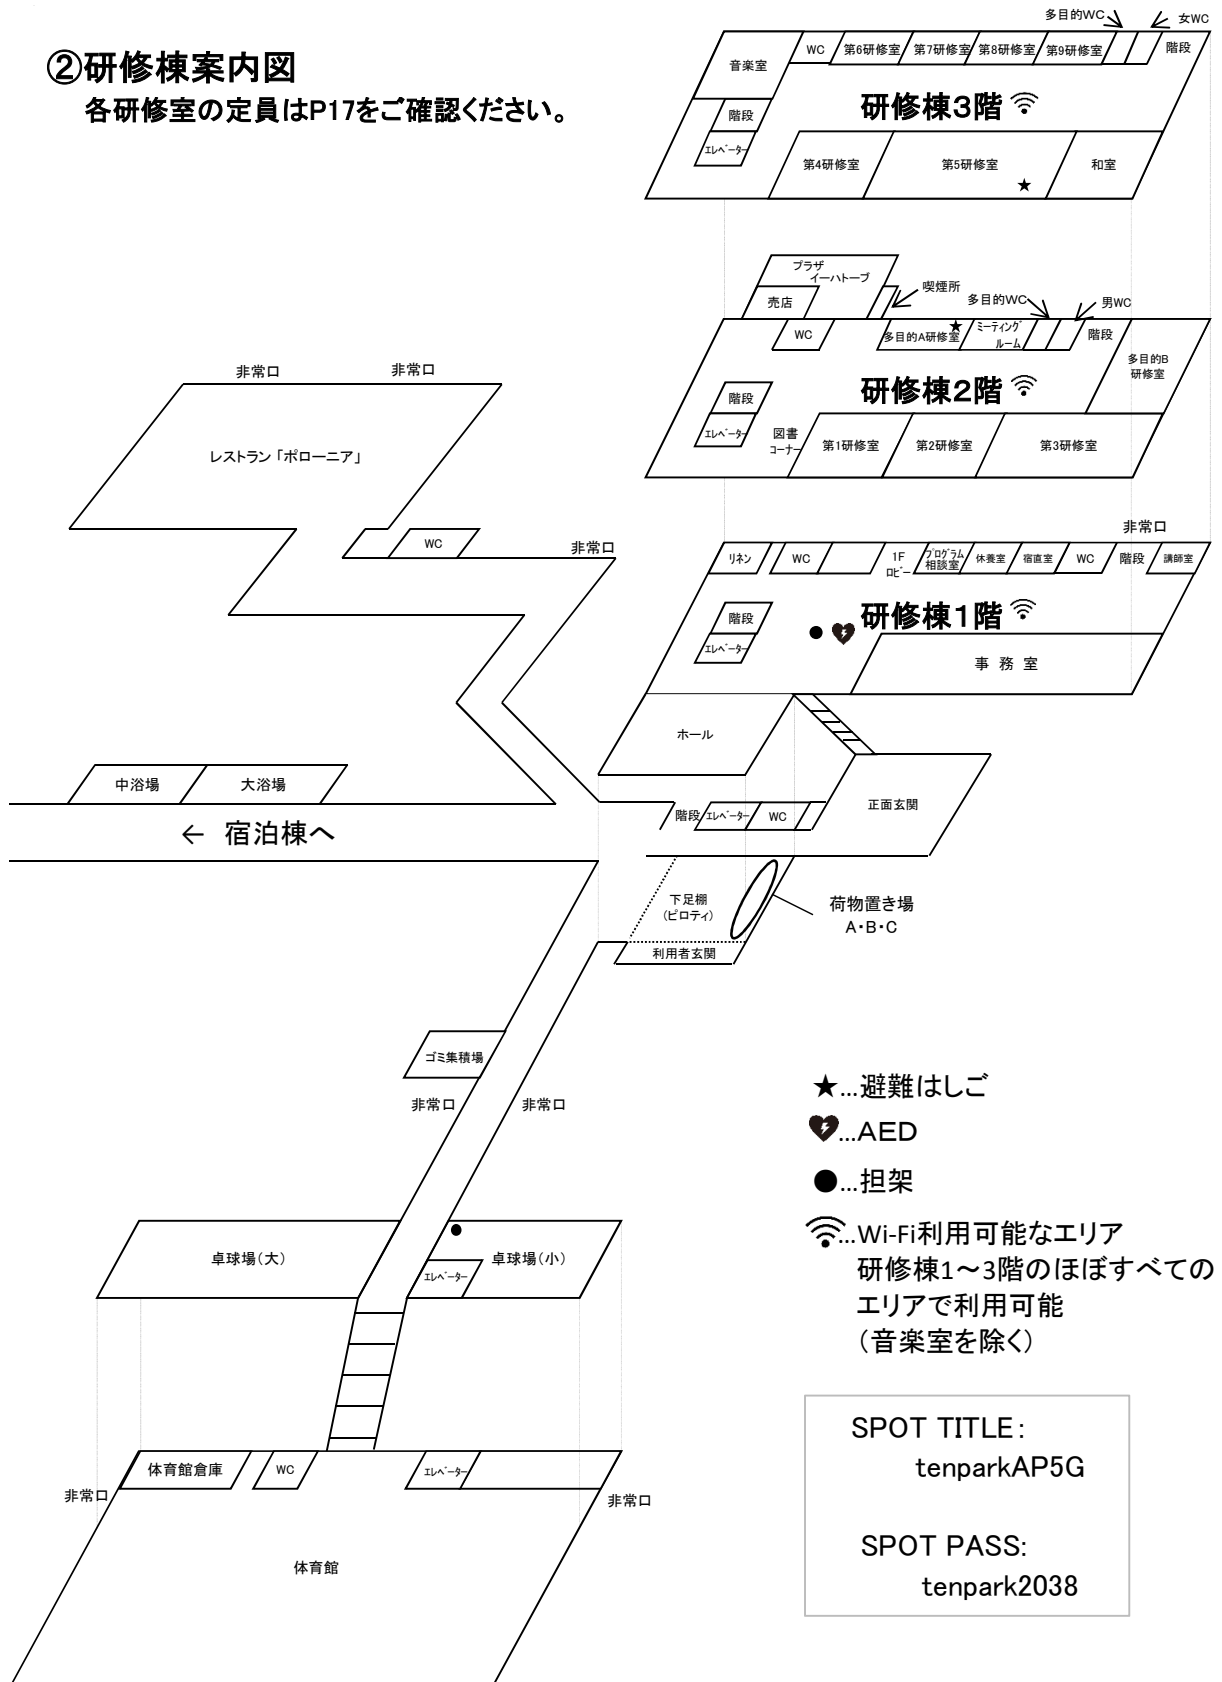 ②研修棟案内図
各研修室の定員はP17をご確認ください。
多目的WC
女WC
音楽室
WC
第6研修室
第7研修室
第8研修室
第9研修室
階段
研修棟3階
階段
エレベーター
第4研修室
第5研修室
★
和室
プラザ
イーハトーブ
売店
喫煙所
多目的WC
男WC
WC
多目的A研修室
★
ミーティング
ルーム
階段
多目的B
研修室
研修棟2階
階段
エレベーター
図書
コーナー
第1研修室
第2研修室
第3研修室
非常口
非常口
レストラン「ポローニア」
WC
非常口
非常口
リネン
WC
1F
ロビー
プログラム
相談室
休養室
宿直室
WC
階段
講師室
研修棟1階
階段
エレベーター
●
事 務 室
ホール
中浴場
大浴場
← 宿泊棟へ
階段
エレベーター
WC
正面玄関
下足棚
(ピロティ)
利用者玄関
荷物置き場
A・B・C
ゴミ集積場
非常口
非常口
★…避難はしご
…AED
●…担架
…Wi-Fi利用可能なエリア
研修棟1~3階のほぼすべての
エリアで利用可能
(音楽室を除く)
卓球場(大)
●
卓球場(小)
エレベーター
体育館倉庫
WC
エレベーター
非常口
非常口
体育館
SPOT TITLE:
tenparkAP5G
SPOT PASS:
tenpark2038